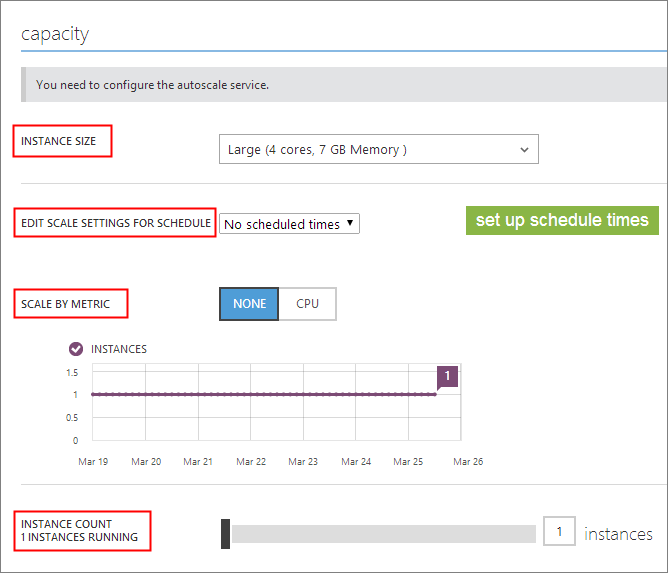 capacity
You need to configure the autoscale service.
INSTANCE SIZE
Large (4 cores, 7 GB Memory )
EDIT SCALE SETTINGS FOR SCHEDULE
No scheduled times
set up schedule times
SCALE BY METRIC
NONE
CPU
INSTANCES
1.5
1
0.5
0
1
Mar 19
Mar 20
Mar 21
Mar 22
Mar 23
Mar 24
Mar 25
Mar 26
INSTANCE COUNT
1 INSTANCES RUNNING
1
instances